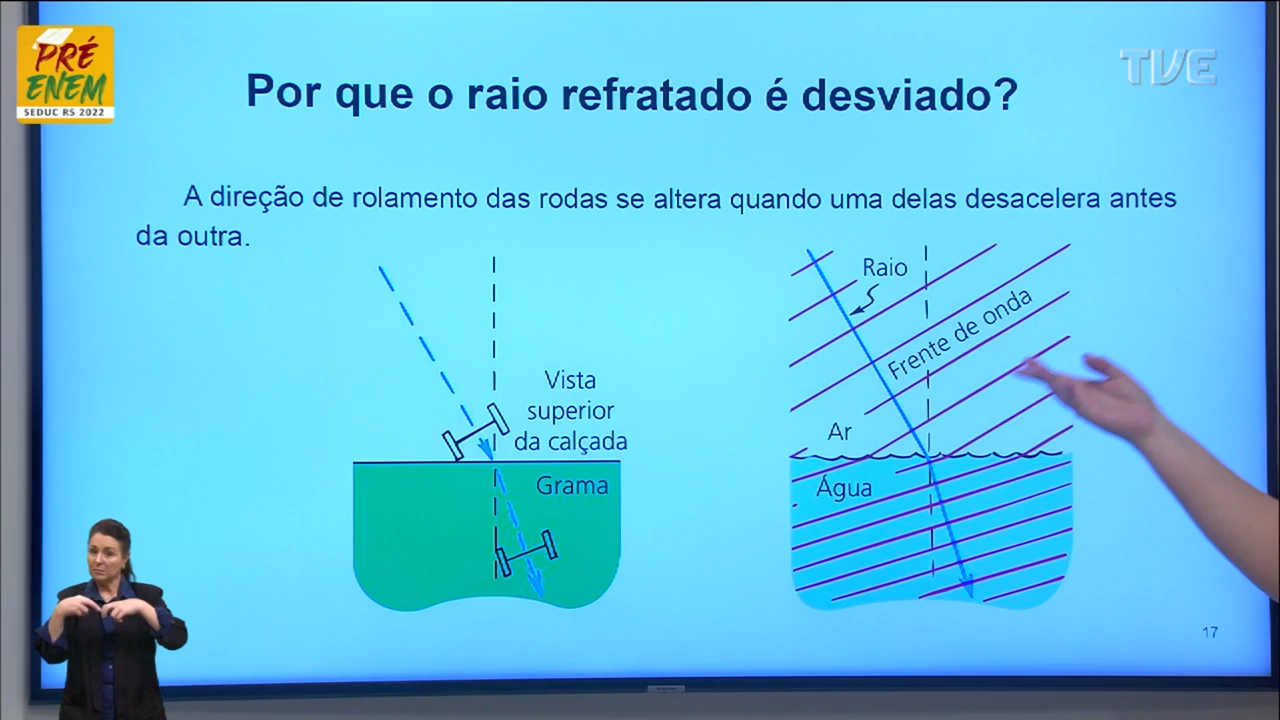 PRÉ
ENEM
SEDUC RS 2022
TVE
Por que o raio refratado é desviado?
A direção de rolamento das rodas se altera quando uma delas desacelera antes
da outra.
Vista
superior
da calçada
Grama
Raio
Frente de onda
Ar
Água
17